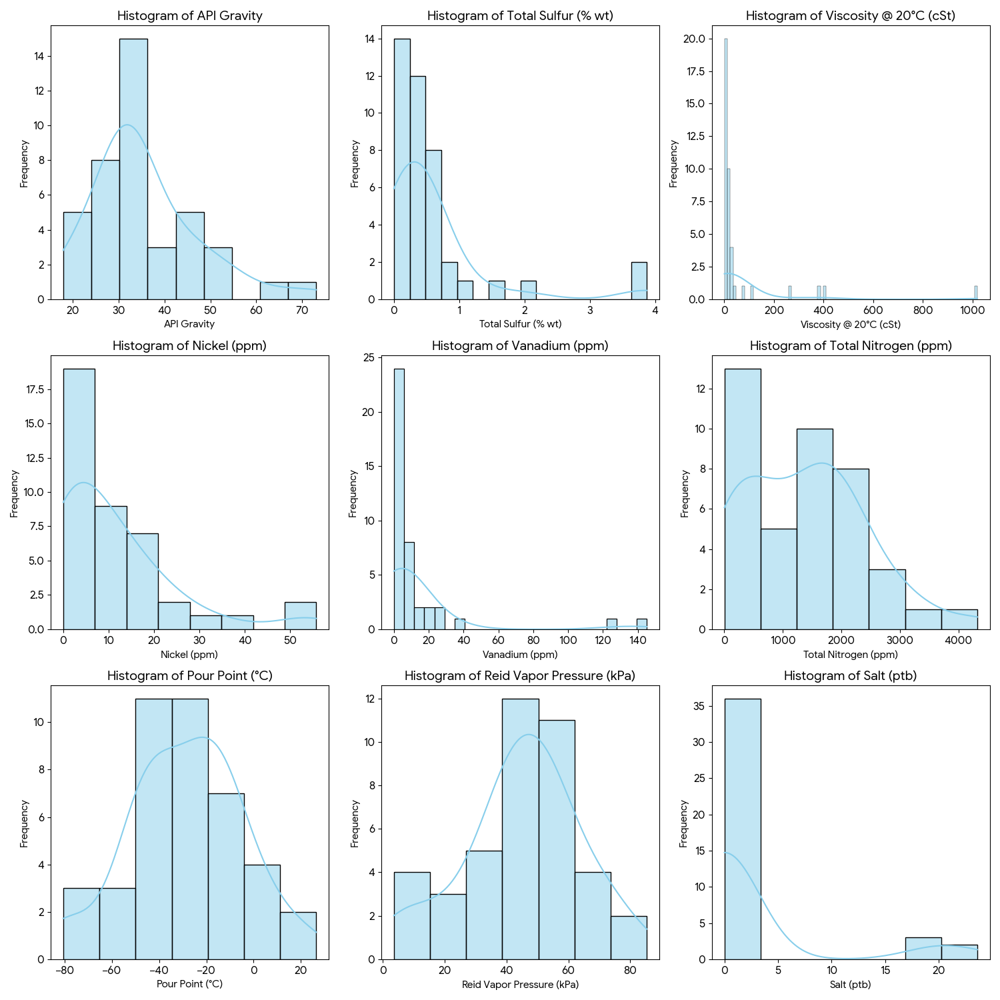 Histogram of API Gravity
14
12
10
8
6
4
2
0
Frequency
20 30 40 50 60 70
API Gravity
Histogram of Total Sulfur (% wt)
14
12
10
8
6
4
2
0
Frequency
0 1 2 3 4
Total Sulfur (% wt)
Histogram of Viscosity @ 20°C (cSt)
20.0
17.5
15.0
12.5
10.0
7.5
5.0
2.5
0.0
Frequency
0 200 400 600 800 1000
Viscosity @ 20°C (cSt)
Histogram of Nickel (ppm)
17.5
15.0
12.5
10.0
7.5
5.0
2.5
0.0
Frequency
0 10 20 30 40 50
Nickel (ppm)
Histogram of Vanadium (ppm)
25
20
15
10
5
0
Frequency
0 20 40 60 80 100 120 140
Vanadium (ppm)
Histogram of Total Nitrogen (ppm)
12
10
8
6
4
2
0
Frequency
0 1000 2000 3000 4000
Total Nitrogen (ppm)
Histogram of Pour Point (°C)
10
8
6
4
2
0
Frequency
−80 −60 −40 −20 0 20
Pour Point (°C)
Histogram of Reid Vapor Pressure (kPa)
12
10
8
6
4
2
0
Frequency
0 20 40 60 80
Reid Vapor Pressure (kPa)
Histogram of Salt (ptb)
35
30
25
20
15
10
5
0
Frequency
0 5 10 15 20
Salt (ptb)